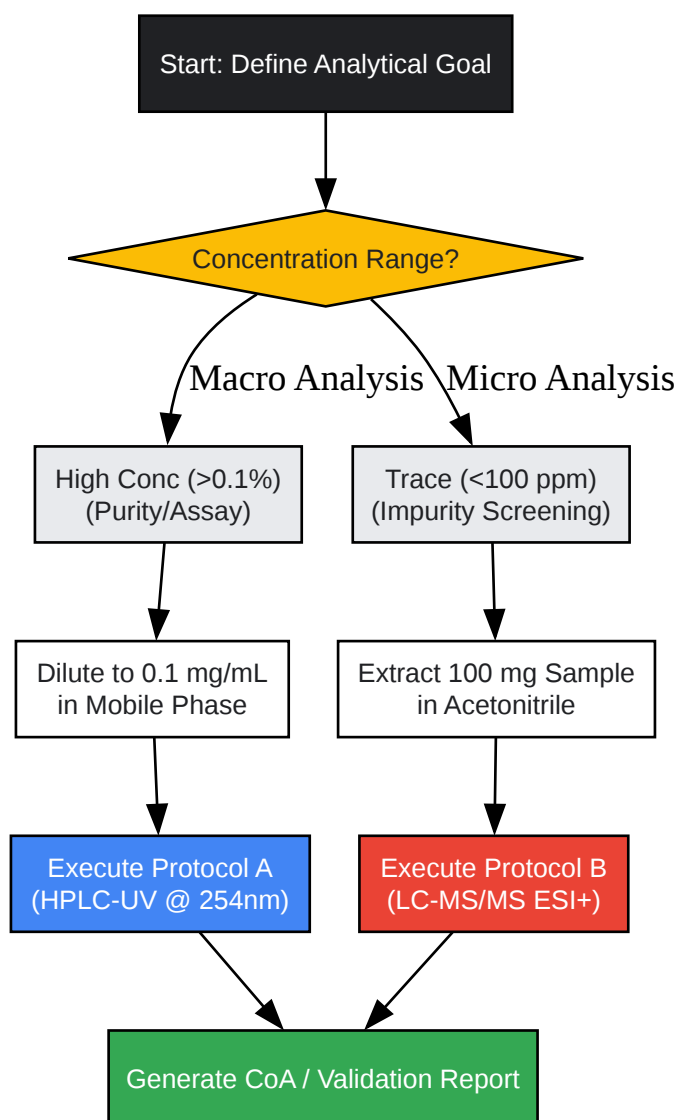 Start: Define Analytical Goal
Concentration Range?
Macro Analysis
Micro Analysis
High Conc (>0.1%)
(Purity/Assay)
Trace (<100 ppm)
(Impurity Screening)
Dilute to 0.1 mg/mL
in Mobile Phase
Extract 100 mg Sample
in Acetonitrile
Execute Protocol A
(HPLC-UV @ 254nm)
Execute Protocol B
(LC-MS/MS ESI+)
Generate CoA / Validation Report